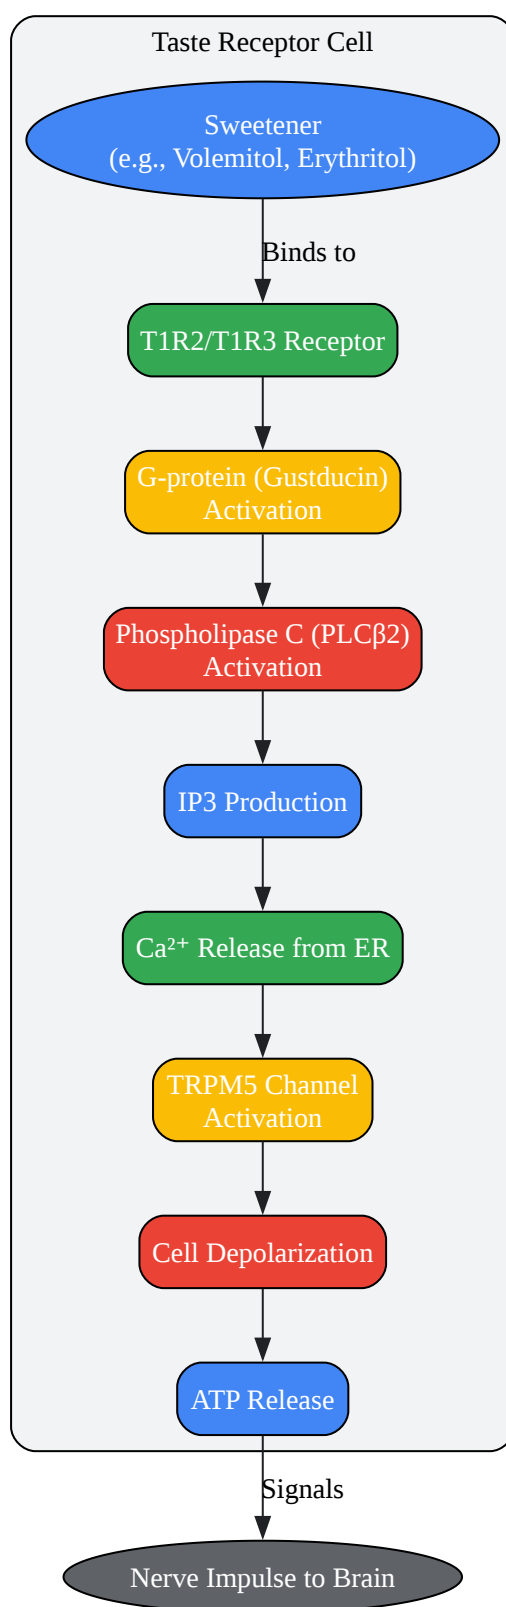 Taste Receptor Cell
Sweetener
(e.g., Volemitol, Erythritol)
Binds to
T1R2/T1R3 Receptor
G-protein (Gustducin)
Activation
Phospholipase C (PLCβ2)
Activation
IP3 Production
Ca²⁺ Release from ER
TRPM5 Channel
Activation
Cell Depolarization
ATP Release
Signals
Nerve Impulse to Brain